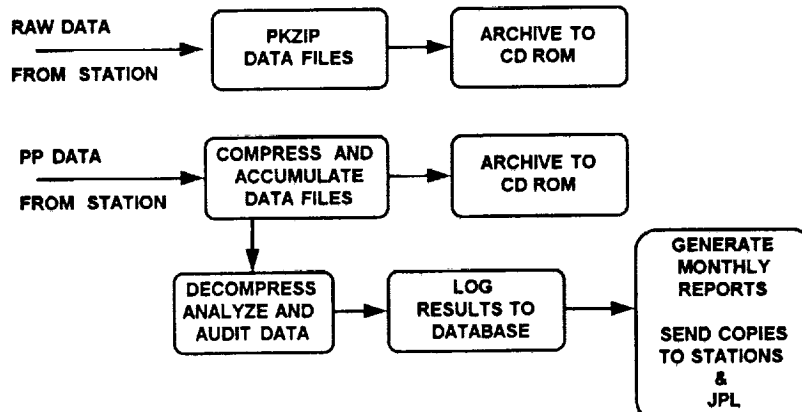 RAW DATA
FROM STATION
PKZIP
DATA FILES
ARCHIVE TO
CD ROM
PP DATA
FROM STATION
COMPRESS AND
ACCUMULATE
DATA FILES
ARCHIVE TO
CD ROM
DECOMPRESS
ANALYZE AND
AUDIT DATA
LOG
RESULTS TO
DATABASE
GENERATE
MONTHLY
REPORTS
SEND COPIES
TO STATIONS
&
JPL